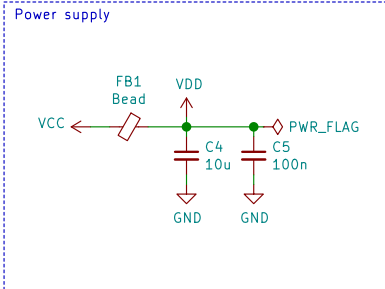 Power supply
FB1
Bead
VDD
VCC
PWR_FLAG
C4
10u
C5
100n
GND
GND